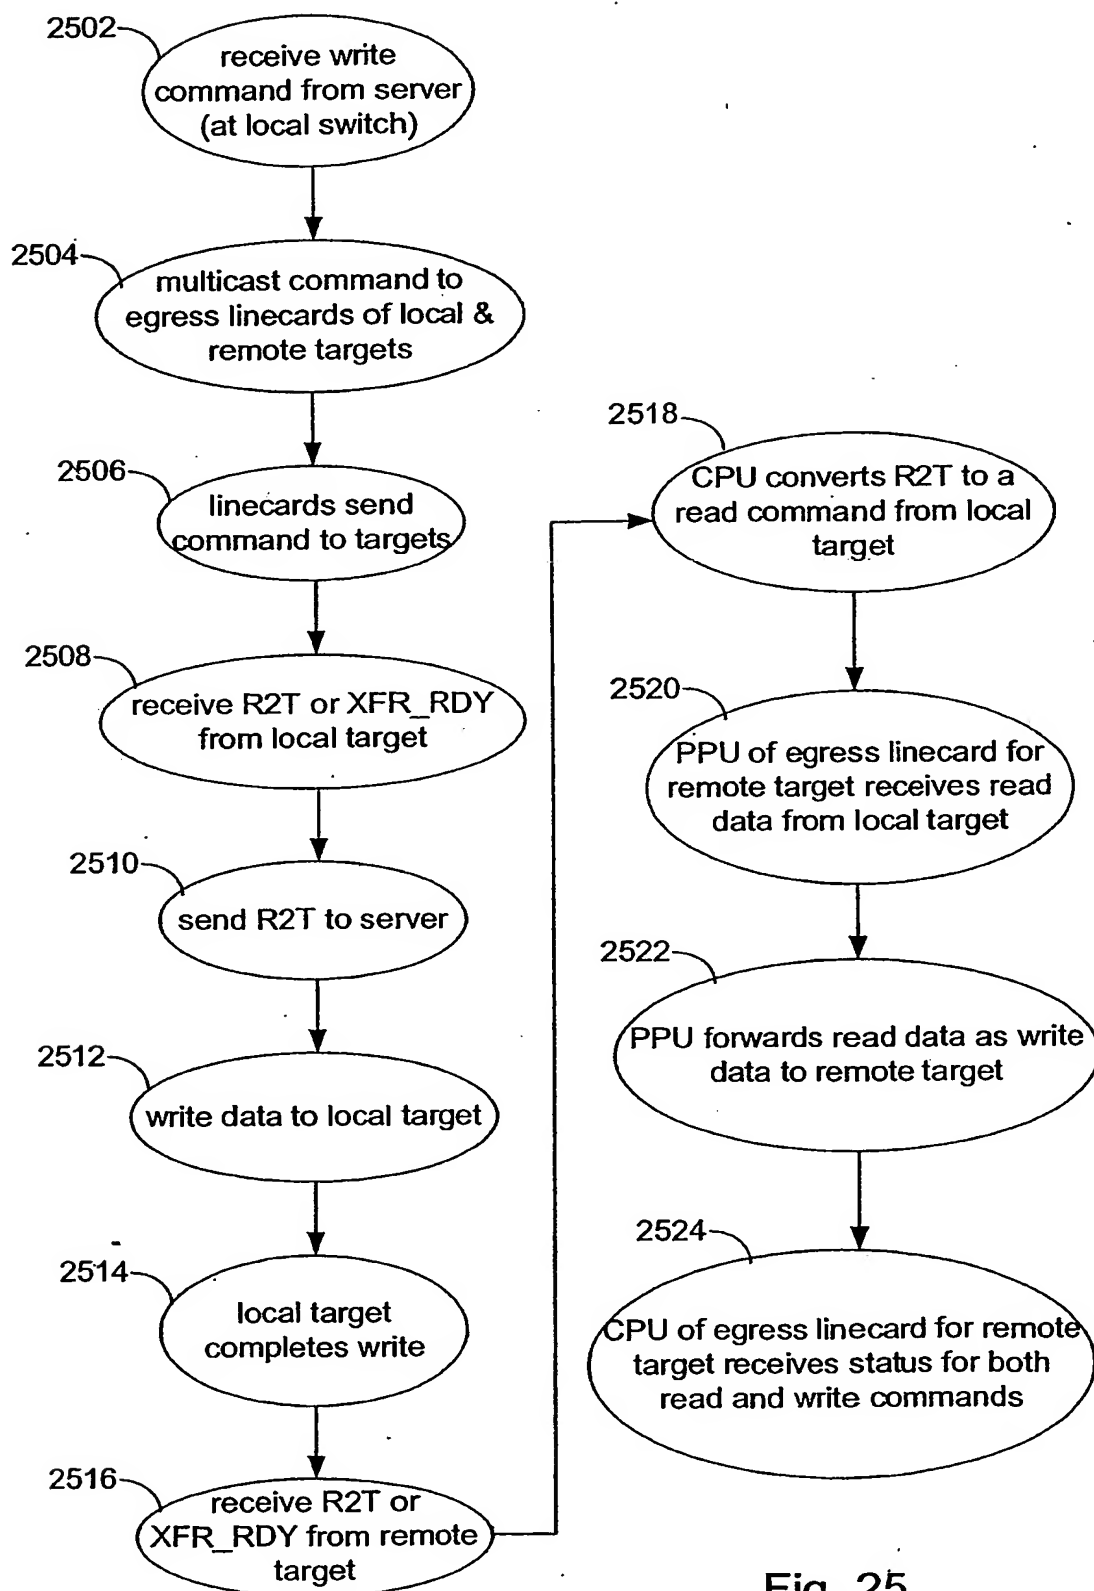 2502
receive write
command from server
(at local switch)
2504
multicast command to
egress linecards of local &
remote targets
2506
linecards send
command to targets
2508
receive R2T or XFR_RDY
from local target
2510
send R2T to server
2512
write data to local target
2514
local target
completes write
2516
receive R2T or
XFR_RDY from remote
target
2518
CPU converts R2T to a
read command from local
target
2520
PPU of egress linecard for
remote target receives read
data from local target
2522
PPU forwards read data as write
data to remote target
2524
CPU of egress linecard for remote
target receives status for both
read and write commands
Fig. 25